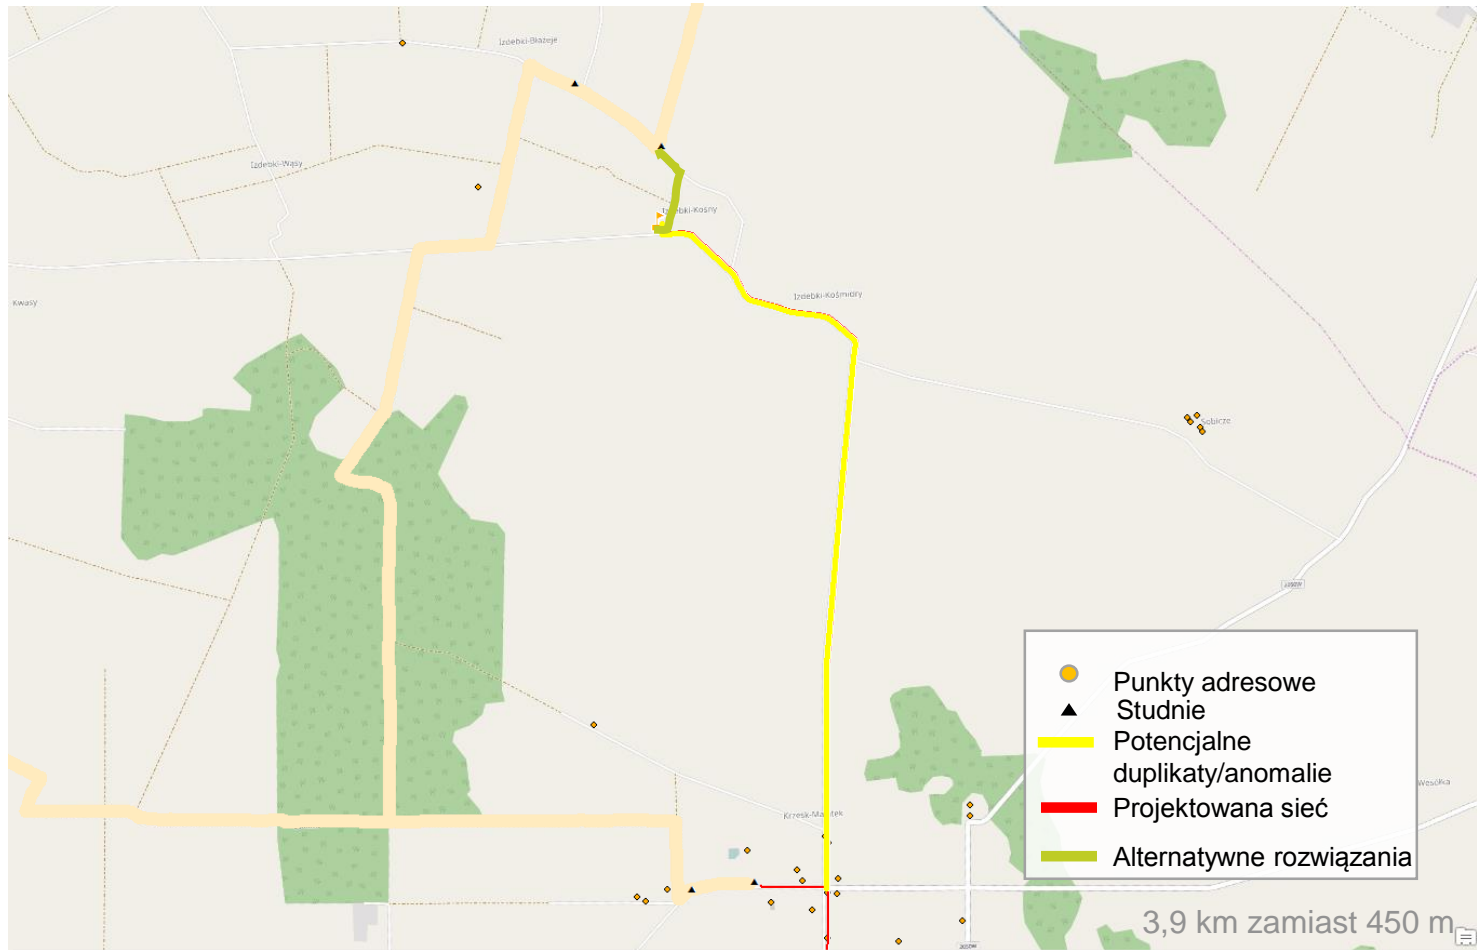 Izdebki-Błażeje
Izdebki-Wąsy
Izdebki-Kosny
Izdebki-Kośmidry
Kwasy
Sobicze
Krzesk-Majątek
Wesółka
Punkty adresowe
Studnie
Potencjalne
duplikaty/anomalie
Projektowana sieć
Alternatywne rozwiązania
3,9 km zamiast 450 m